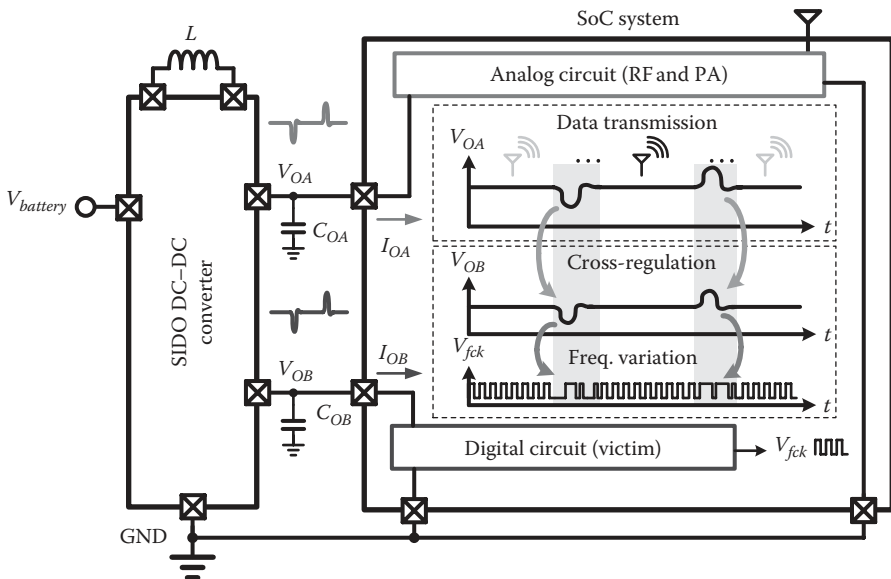 SoC system
L
Analog circuit (RF and PA)
Data transmission
V_OA
V_OA
...
...
V_battery
C_OA
I_OA
t
SIDO DC–DC
converter
V_OB
Cross-regulation
t
V_OB
I_OB
V_fck
Freq. variation
C_OB
t
Digital circuit (victim)
V_fck
GND